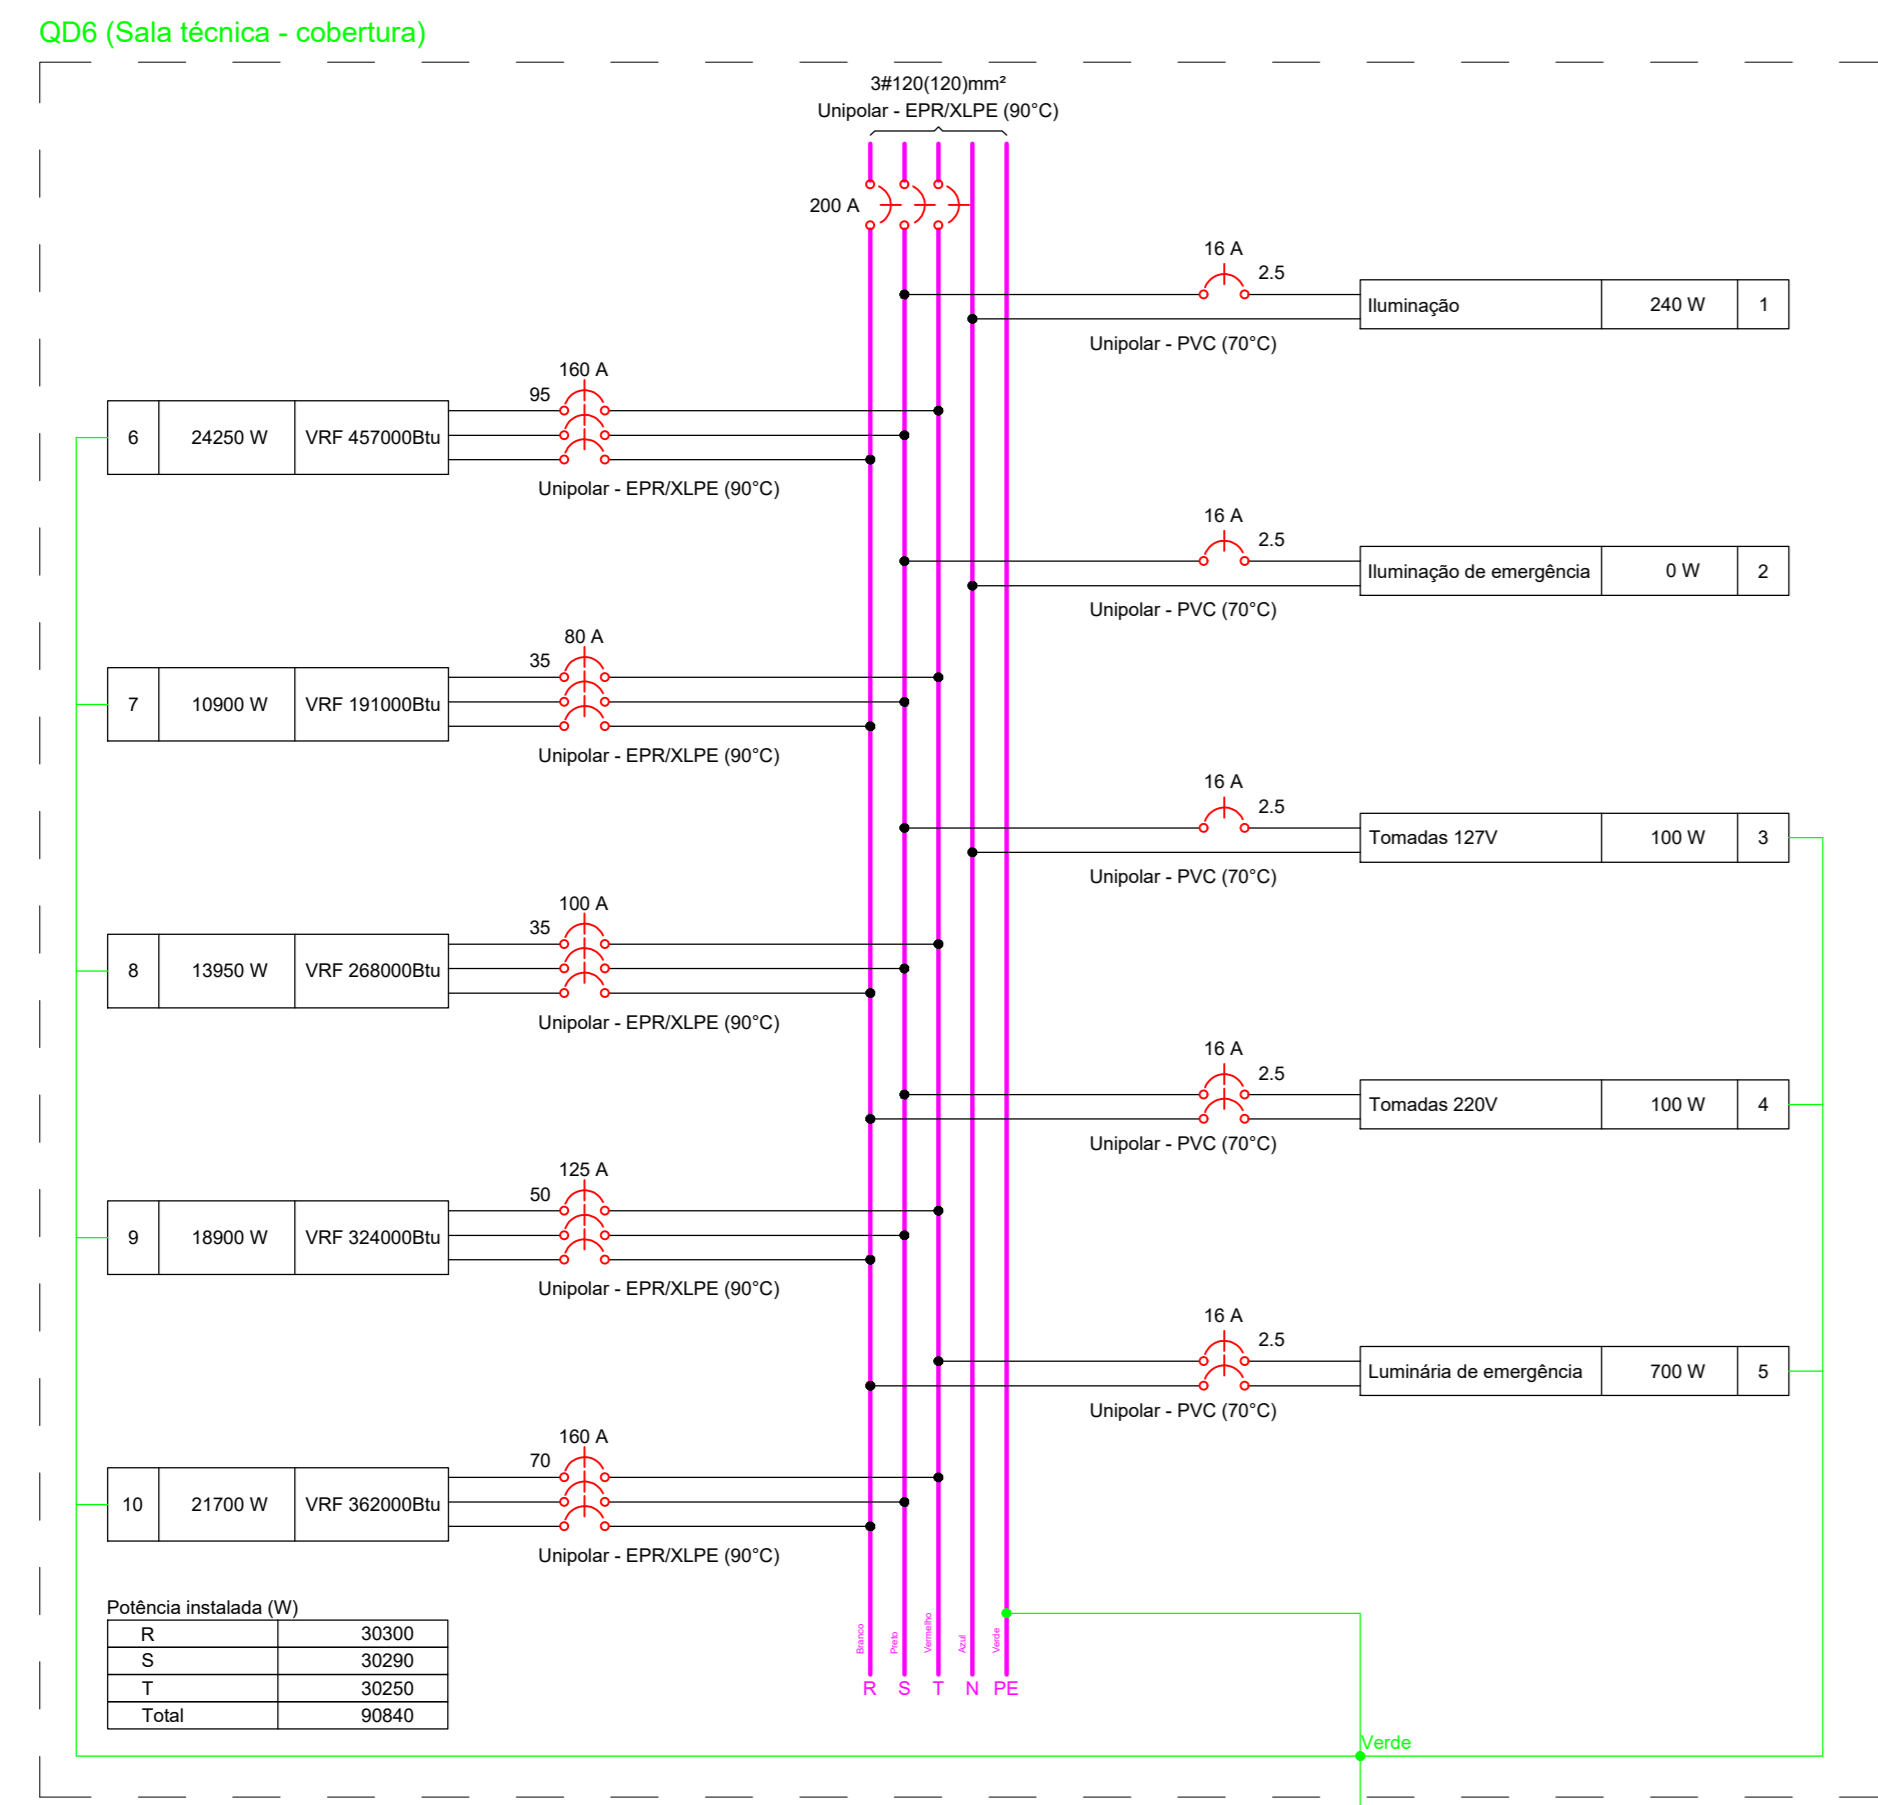 QD6 (Sala técnica - cobertura)
3#120(120)mm²
Unipolar - EPR/XLPE (90°C)
200 A
16 A
2.5
Iluminação 240 W 1
Unipolar - PVC (70°C)
160 A
95
6 24250 W VRF 457000Btu
Unipolar - EPR/XLPE (90°C)
16 A
2.5
Iluminação de emergência 0 W 2
Unipolar - PVC (70°C)
80 A
35
7 10900 W VRF 191000Btu
Unipolar - EPR/XLPE (90°C)
16 A
2.5
Tomadas 127V 100 W 3
Unipolar - PVC (70°C)
100 A
35
8 13950 W VRF 268000Btu
Unipolar - EPR/XLPE (90°C)
16 A
2.5
Tomadas 220V 100 W 4
Unipolar - PVC (70°C)
125 A
50
9 18900 W VRF 324000Btu
Unipolar - EPR/XLPE (90°C)
16 A
2.5
Luminária de emergência 700 W 5
Unipolar - PVC (70°C)
160 A
70
10 21700 W VRF 362000Btu
Unipolar - EPR/XLPE (90°C)
Potência instalada (W)
R 30300
S 30290
T 30250
Total 90840
Branco Preto Vermelho Azul Verde
R S T N PE
Verde